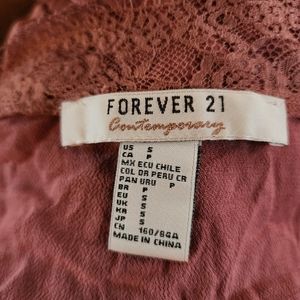 FOREVER 21
Contemporary
US S
CA P
MX ECU CHILE
COL OR PERU CR
PAN URU P
BR P
EU S
UK S
KR S
JP S
CN 160/84A
MADE IN CHINA